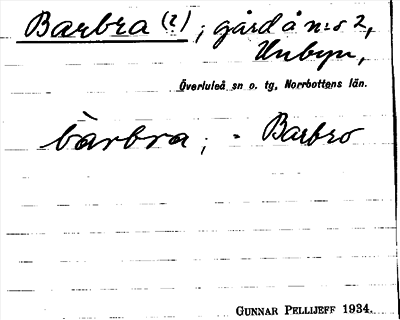 Barbra (?) ; gård å n:o 2,
Unbyn,
Överluleå sn o. tg, Norrbottens län.
bàrbra ; - Barbro
GUNNAR PELLIJEFF 1934.